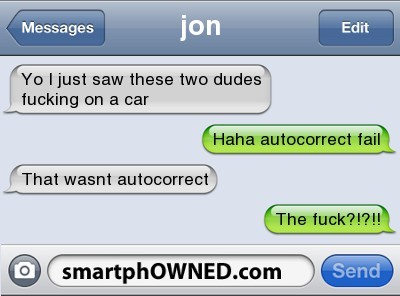 Messages
jon
Edit
Yo I just saw these two dudes
fucking on a car
Haha autocorrect fail
That wasnt autocorrect
The fuck?!?!!
smartphOWNED.com
Send